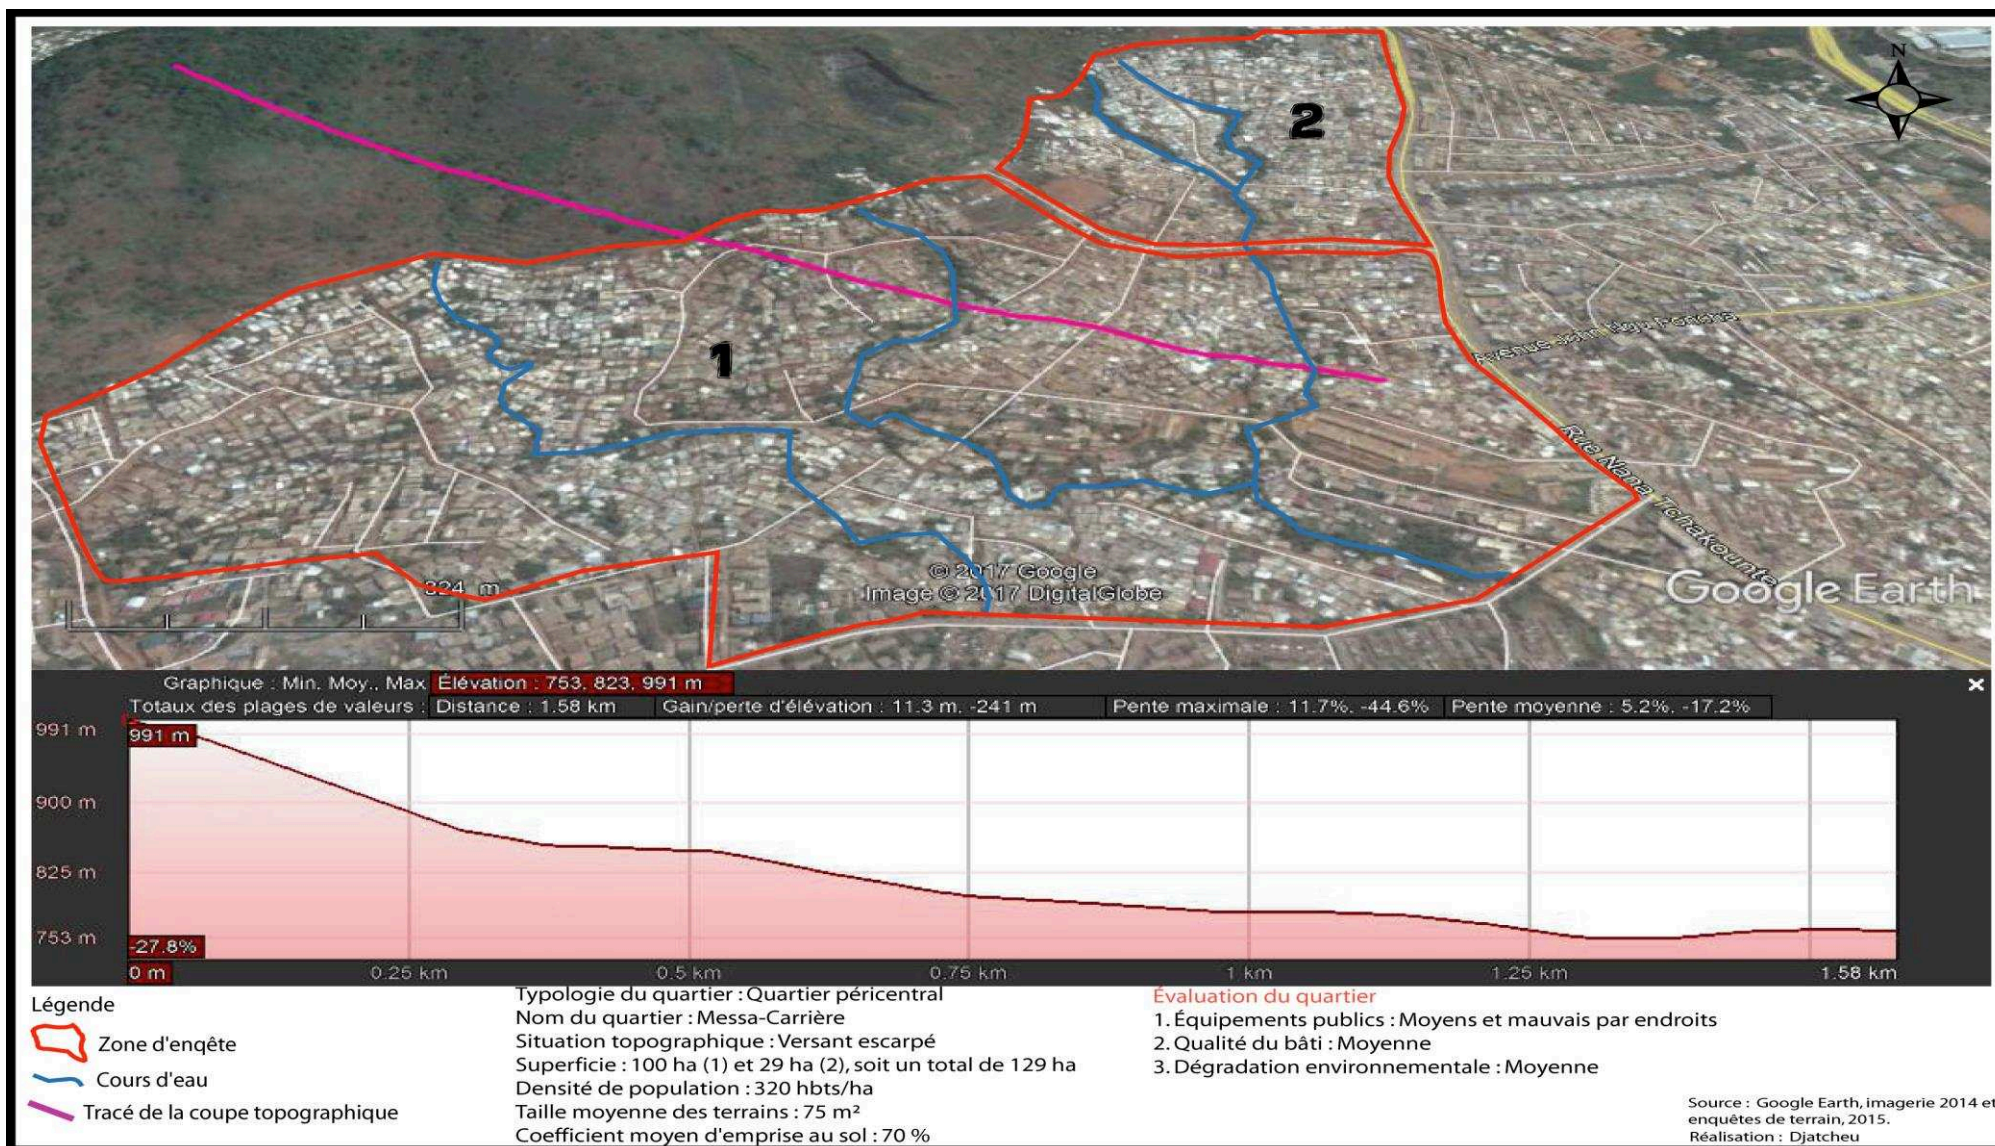 N
2
1
Avenue John Ngu Foncha
Rue Nana Tchakounte
324 m
© 2017 Google
Image © 2017 DigitalGlobe
Google Earth
Graphique : Min. Moy., Max Élévation : 753, 823, 991 m
Totaux des plages de valeurs : Distance : 1.58 km Gain/perte d'élévation : 11.3 m, -241 m Pente maximale : 11.7%, -44.6% Pente moyenne : 5.2%, -17.2%
991 m
991 m
900 m
825 m
753 m
-27.8%
0 m 0.25 km 0.5 km 0.75 km 1 km 1.25 km 1.58 km
Légende
Zone d'enqête
Cours d'eau
Tracé de la coupe topographique
Typologie du quartier : Quartier péricentral
Nom du quartier : Messa-Carrière
Situation topographique : Versant escarpé
Superficie : 100 ha (1) et 29 ha (2), soit un total de 129 ha
Densité de population : 320 hbts/ha
Taille moyenne des terrains : 75 m²
Coefficient moyen d'emprise au sol : 70 %
Évaluation du quartier
1. Équipements publics : Moyens et mauvais par endroits
2. Qualité du bâti : Moyenne
3. Dégradation environnementale : Moyenne
Source : Google Earth, imagerie 2014 et
enquêtes de terrain, 2015.
Réalisation : Djatcheu